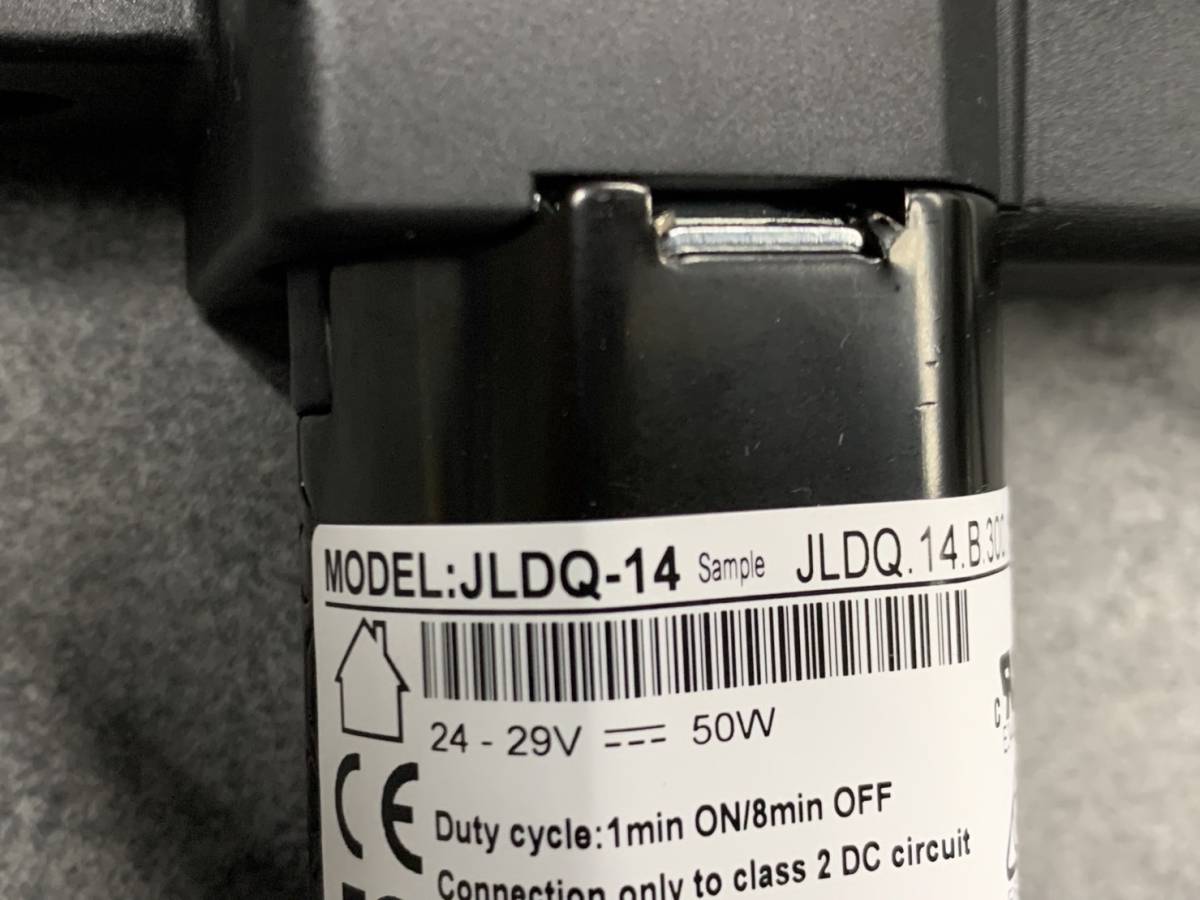 MODEL:JLDQ-14 Sample JLDQ.14.B.300
24 - 29V 50W
CE
Duty cycle:1min ON/8min OFF
Connection only to class 2 DC circuit